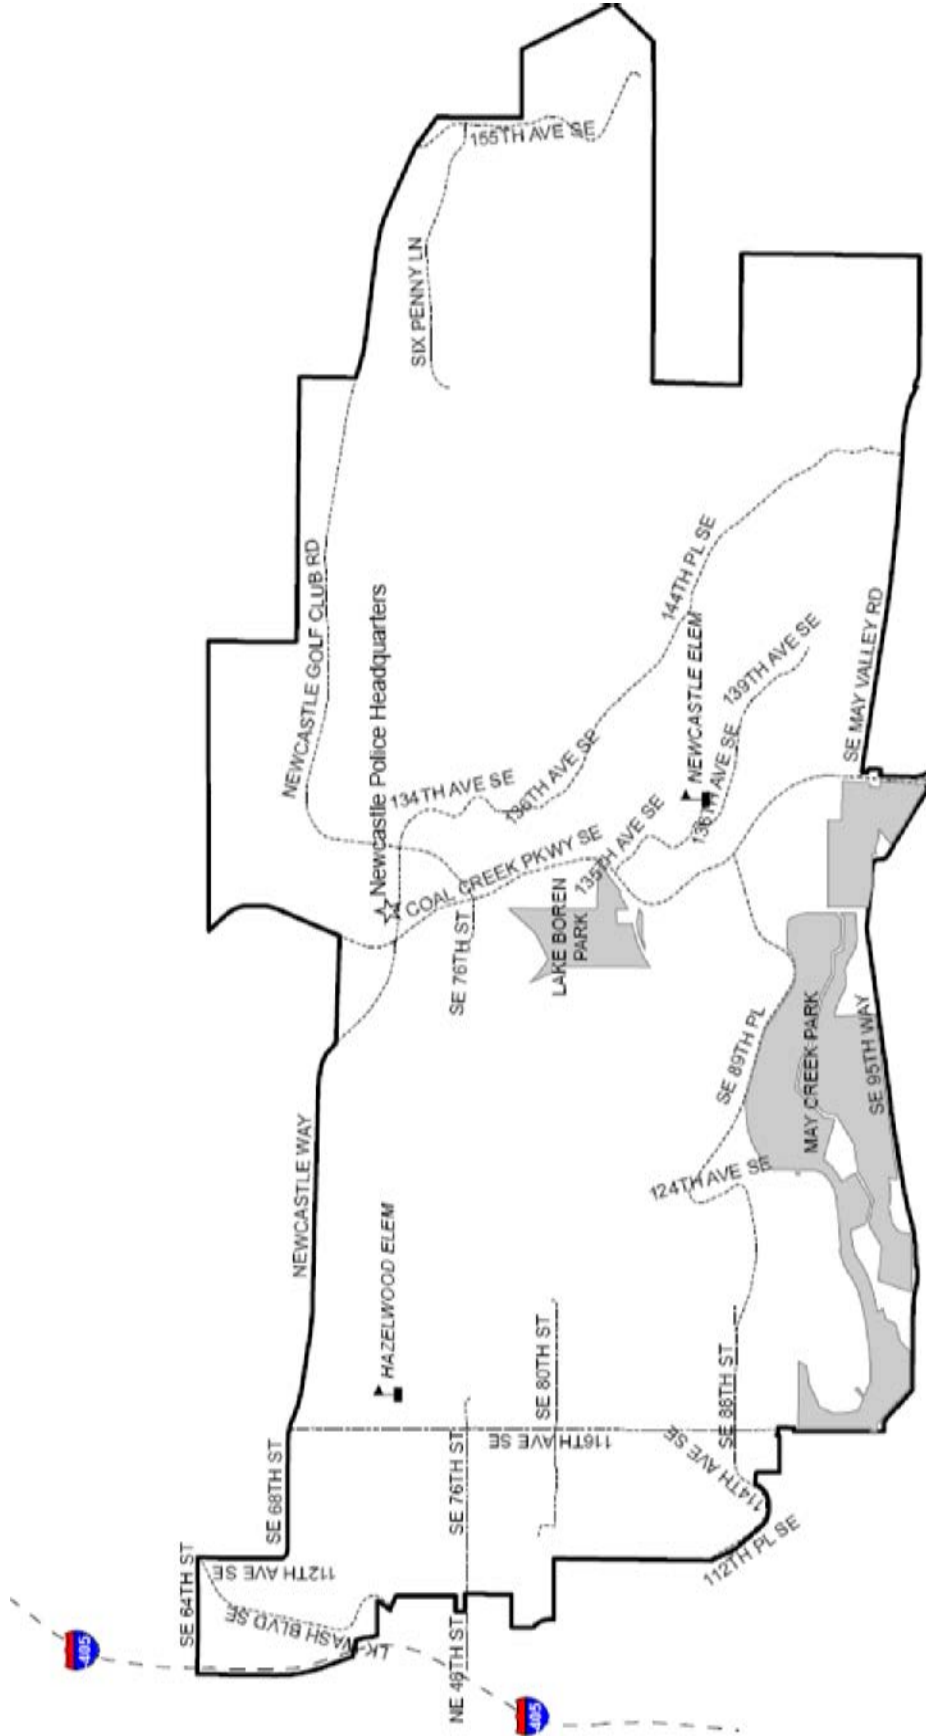 405
SE 64TH ST
112TH AVE SE
LK WASH BLVD SE
SE 68TH ST
NEWCASTLE WAY
NEWCASTLE GOLF CLUB RD
HAZELWOOD ELEM
Newcastle Police Headquarters
134TH AVE SE
COAL CREEK PKWY SE
SIX PENNY LN
155TH AVE SE
NE 48TH ST
SE 76TH ST
SE 76TH ST
116TH AVE SE
405
SE 80TH ST
LAKE BOREN
PARK
136TH AVE SE
135TH AVE SE
144TH PL SE
NEWCASTLE ELEM
136TH AVE SE
139TH AVE SE
114TH AVE SE
SE 88TH ST
124TH AVE SE
SE 89TH PL
112TH PL SE
MAY CREEK PARK
SE 95TH WAY
SE MAY VALLEY RD